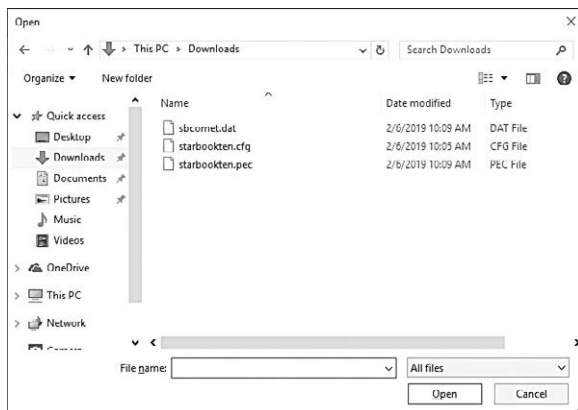 Open
This PC > Downloads
Search Downloads
Organize
New folder
Name
Date modified
Type
Quick access
Desktop
Downloads
Documents
Pictures
Music
Videos
OneDrive
This PC
Network
sbcomet.dat 2/6/2019 10:09 AM DAT File
starbookten.cfg 2/6/2019 10:05 AM CFG File
starbookten.pec 2/6/2019 10:09 AM PEC File
File name:
All files
Open
Cancel